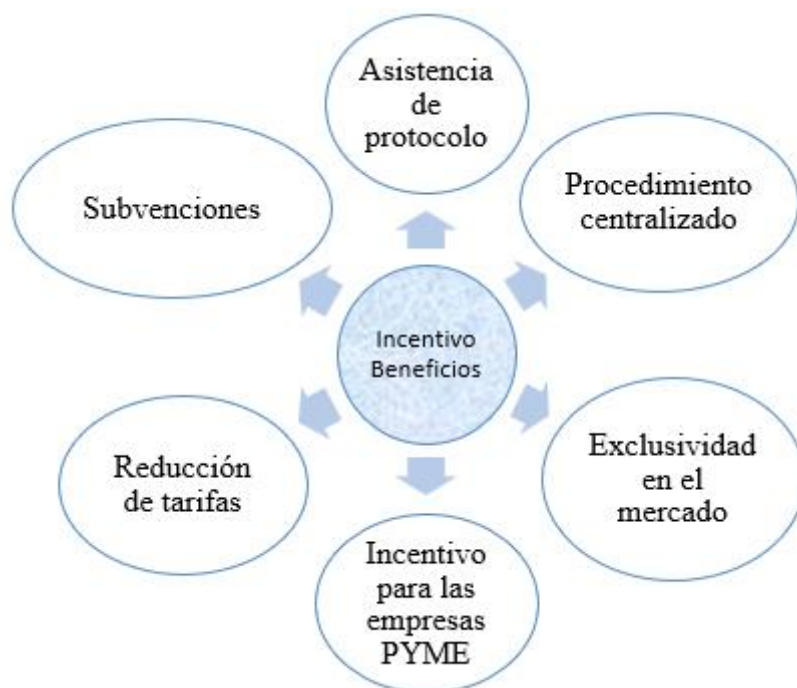 Asistencia
de
protocolo
Procedimiento
centralizado
Subvenciones
Incentivo
Beneficios
Reducción
de tarifas
Exclusividad
en el
mercado
Incentivo
para las
empresas
PYME